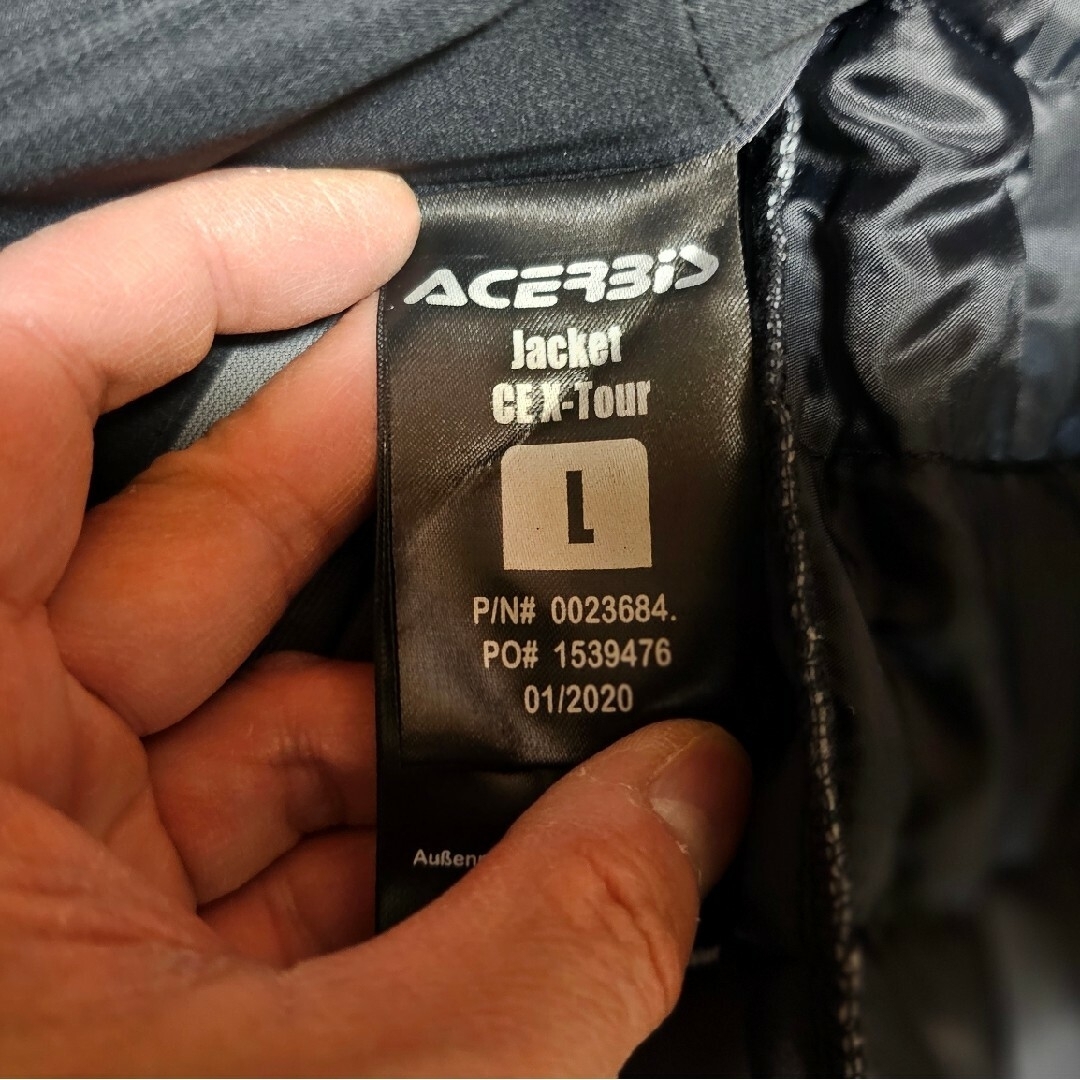 ACERBIS
Jacket
CE X-Tour
L
P/N# 0023684.
PO# 1539476
01/2020